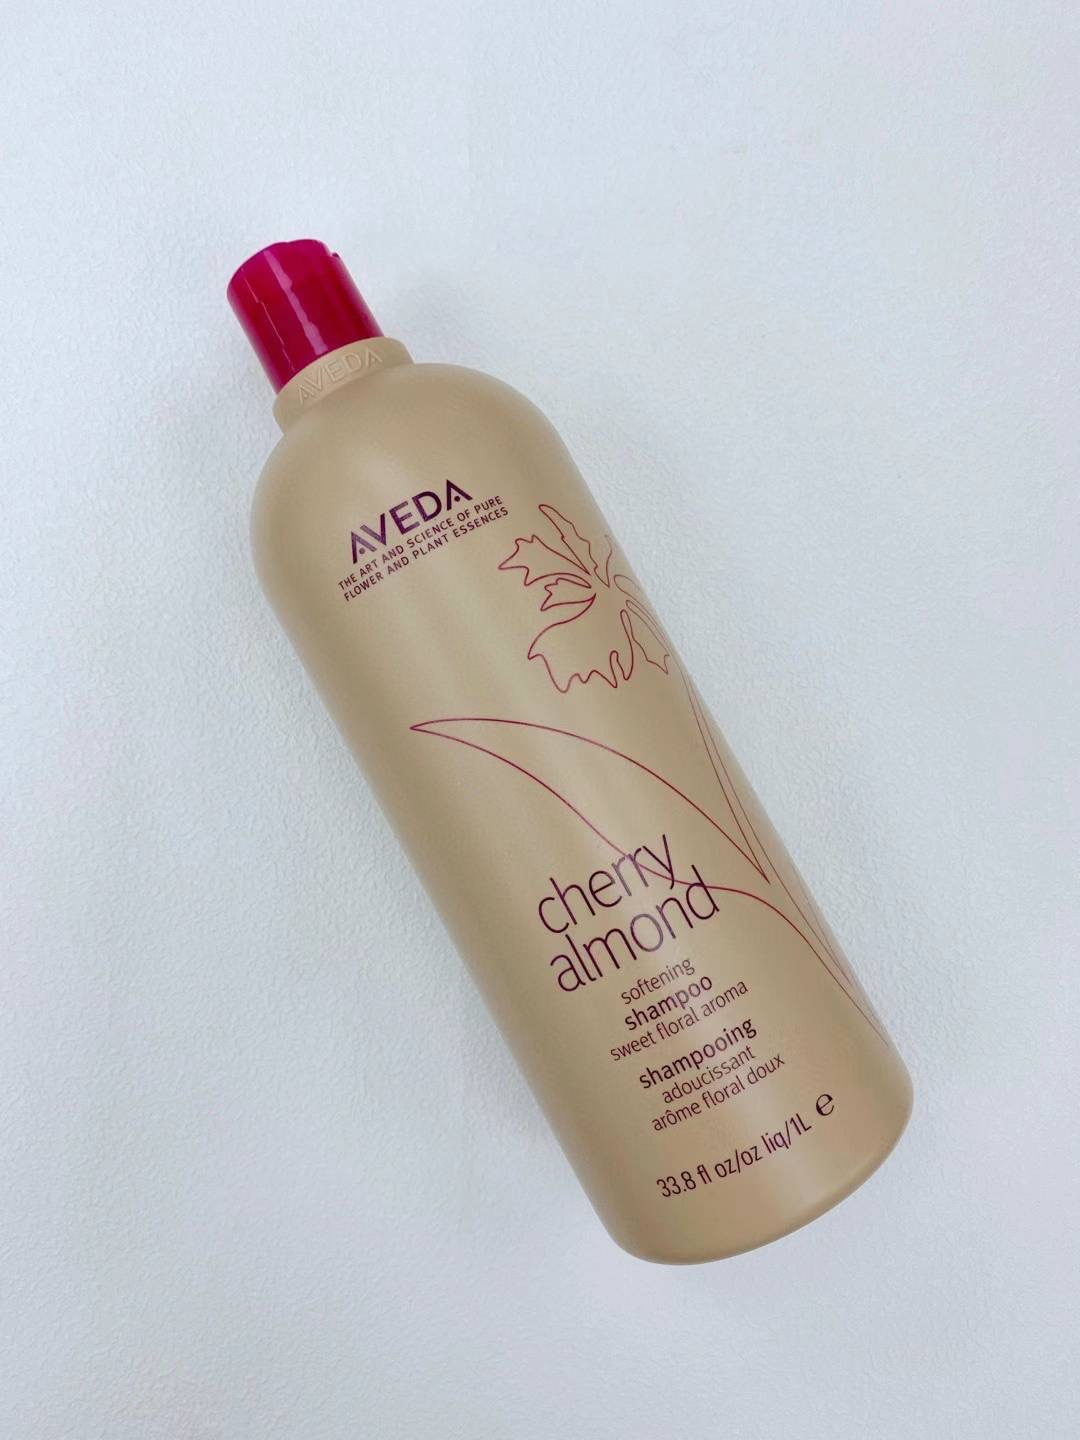 AVEDA
AVEDA
THE ART AND SCIENCE OF PURE
FLOWER AND PLANT ESSENCES
cherry
almond
softening
shampoo
sweet floral aroma
shampooing
adoucissant
arôme floral doux
33.8 fl oz/oz liq/1L ℮